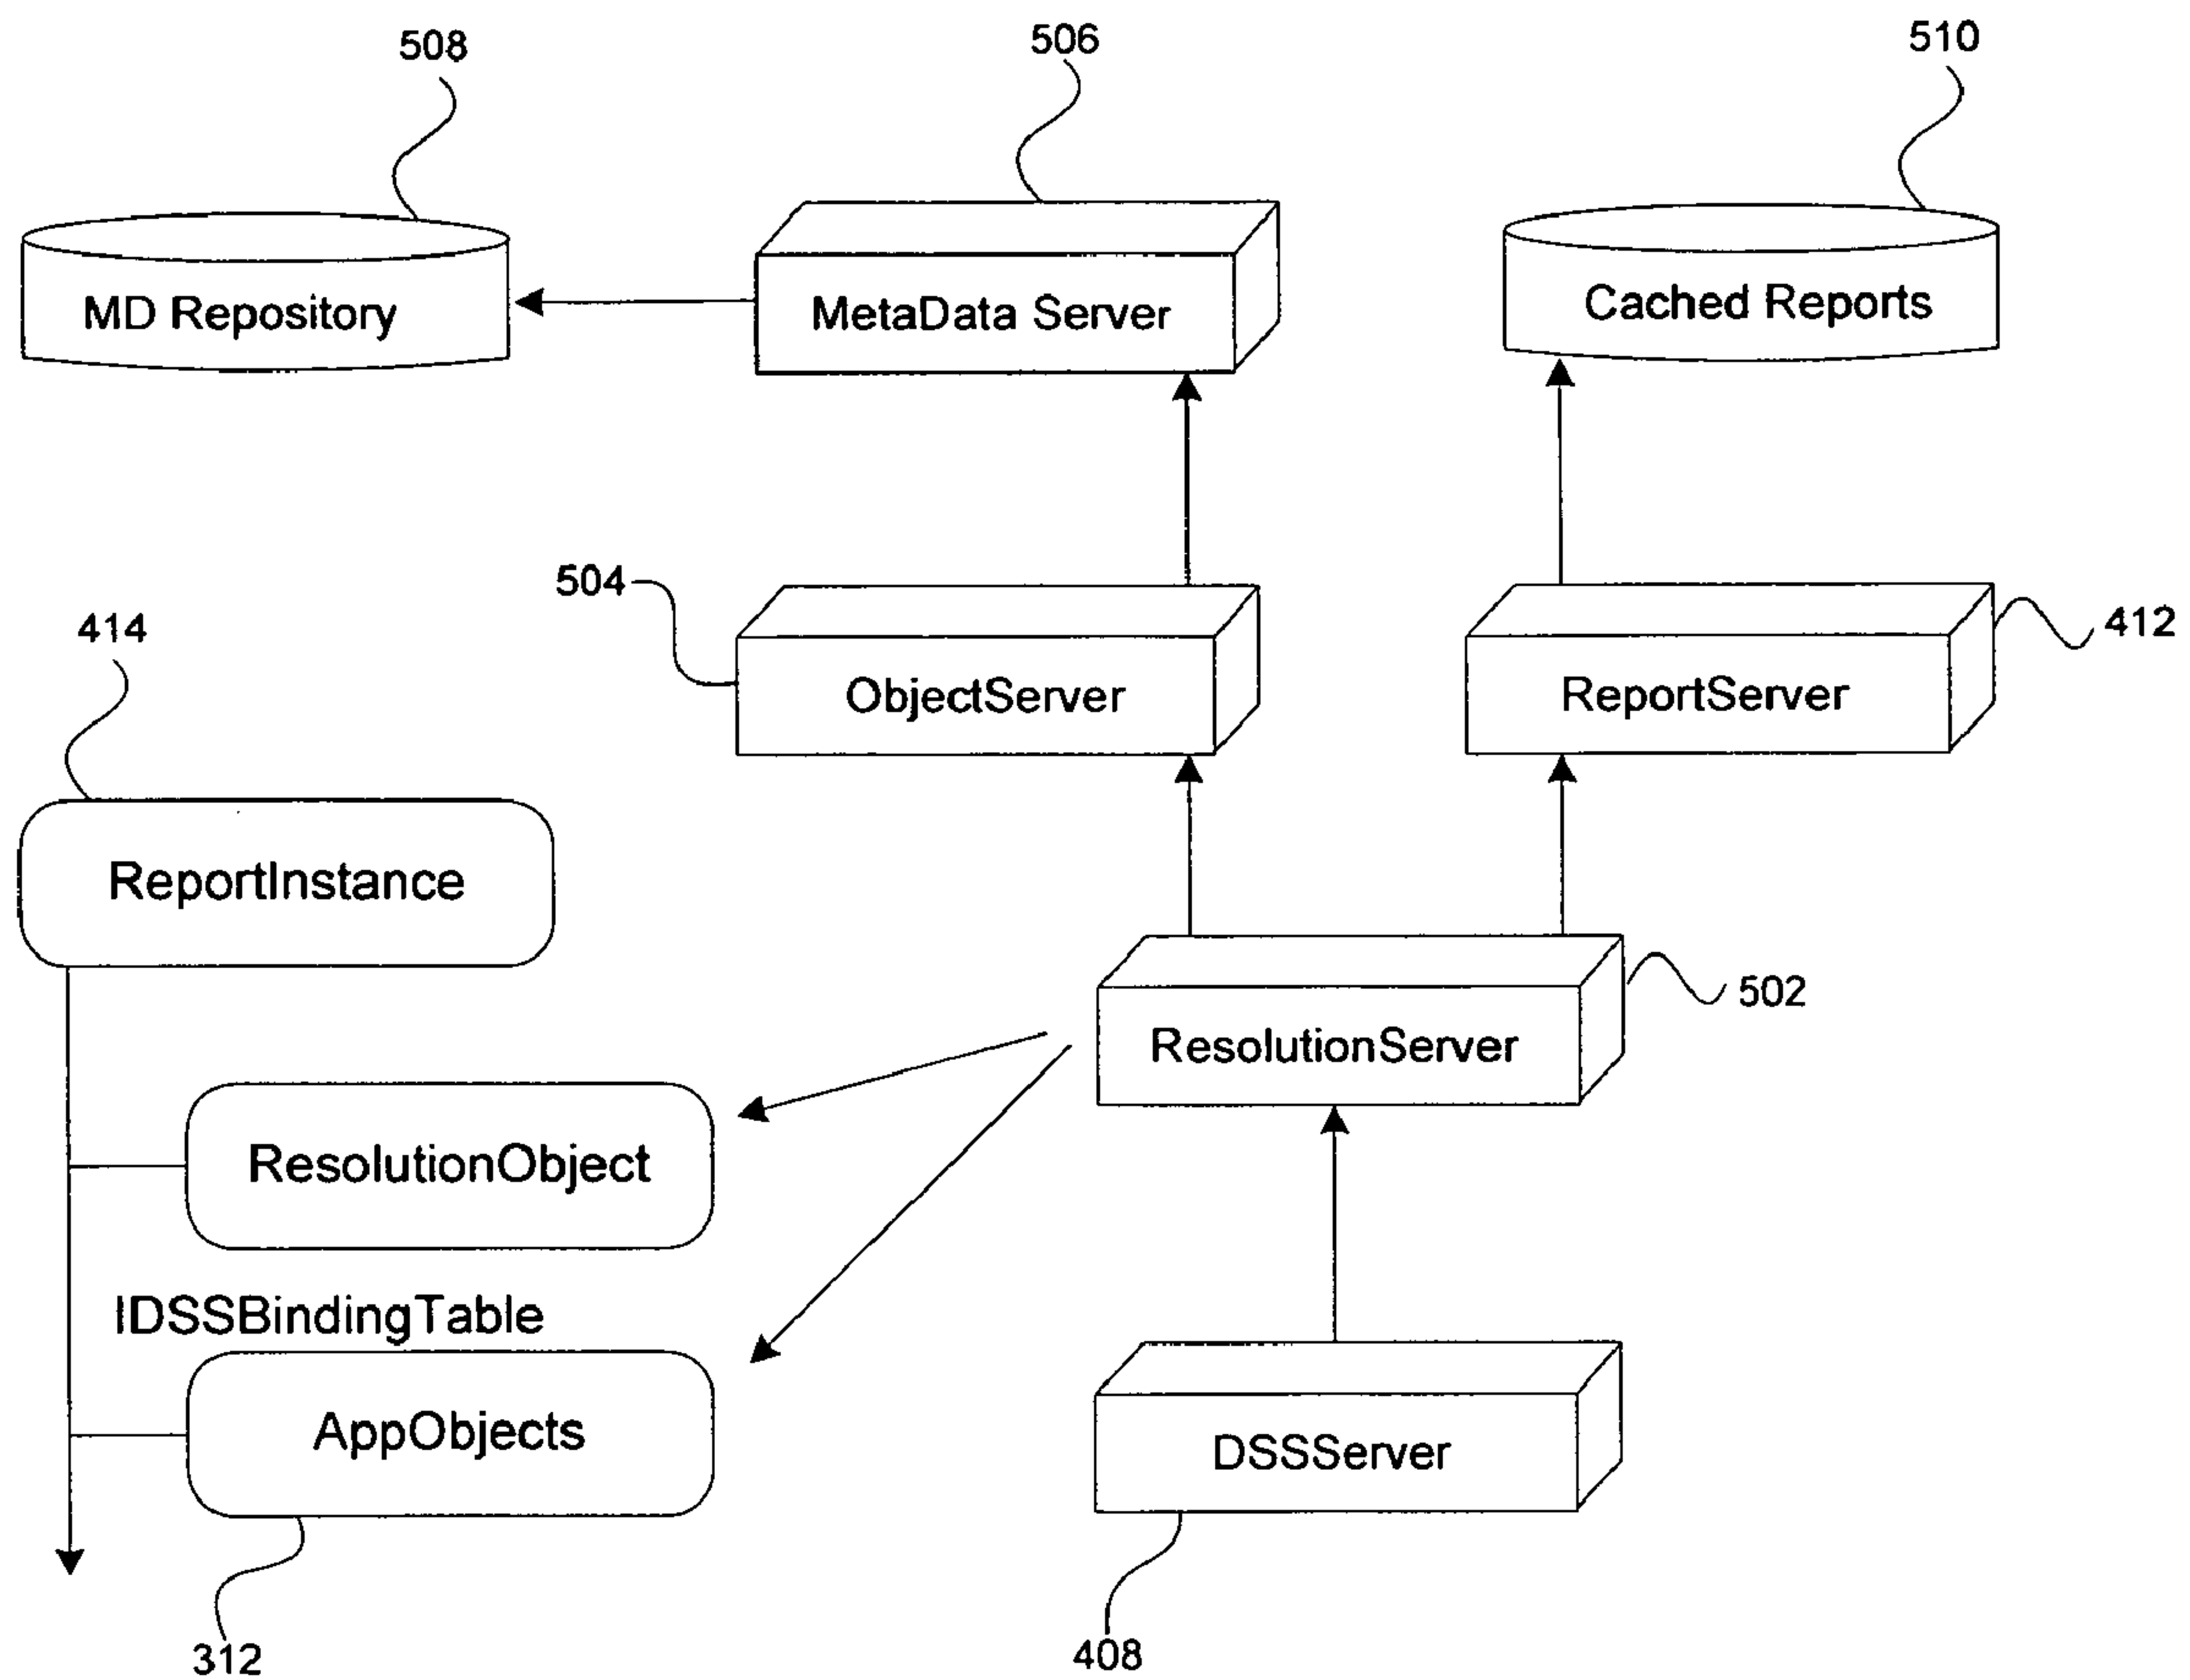 508
506
510
MD Repository
MetaData Server
Cached Reports
504
414
412
ObjectServer
ReportServer
ReportInstance
502
ResolutionServer
ResolutionObject
IDSSBindingTable
AppObjects
DSSServer
312
408